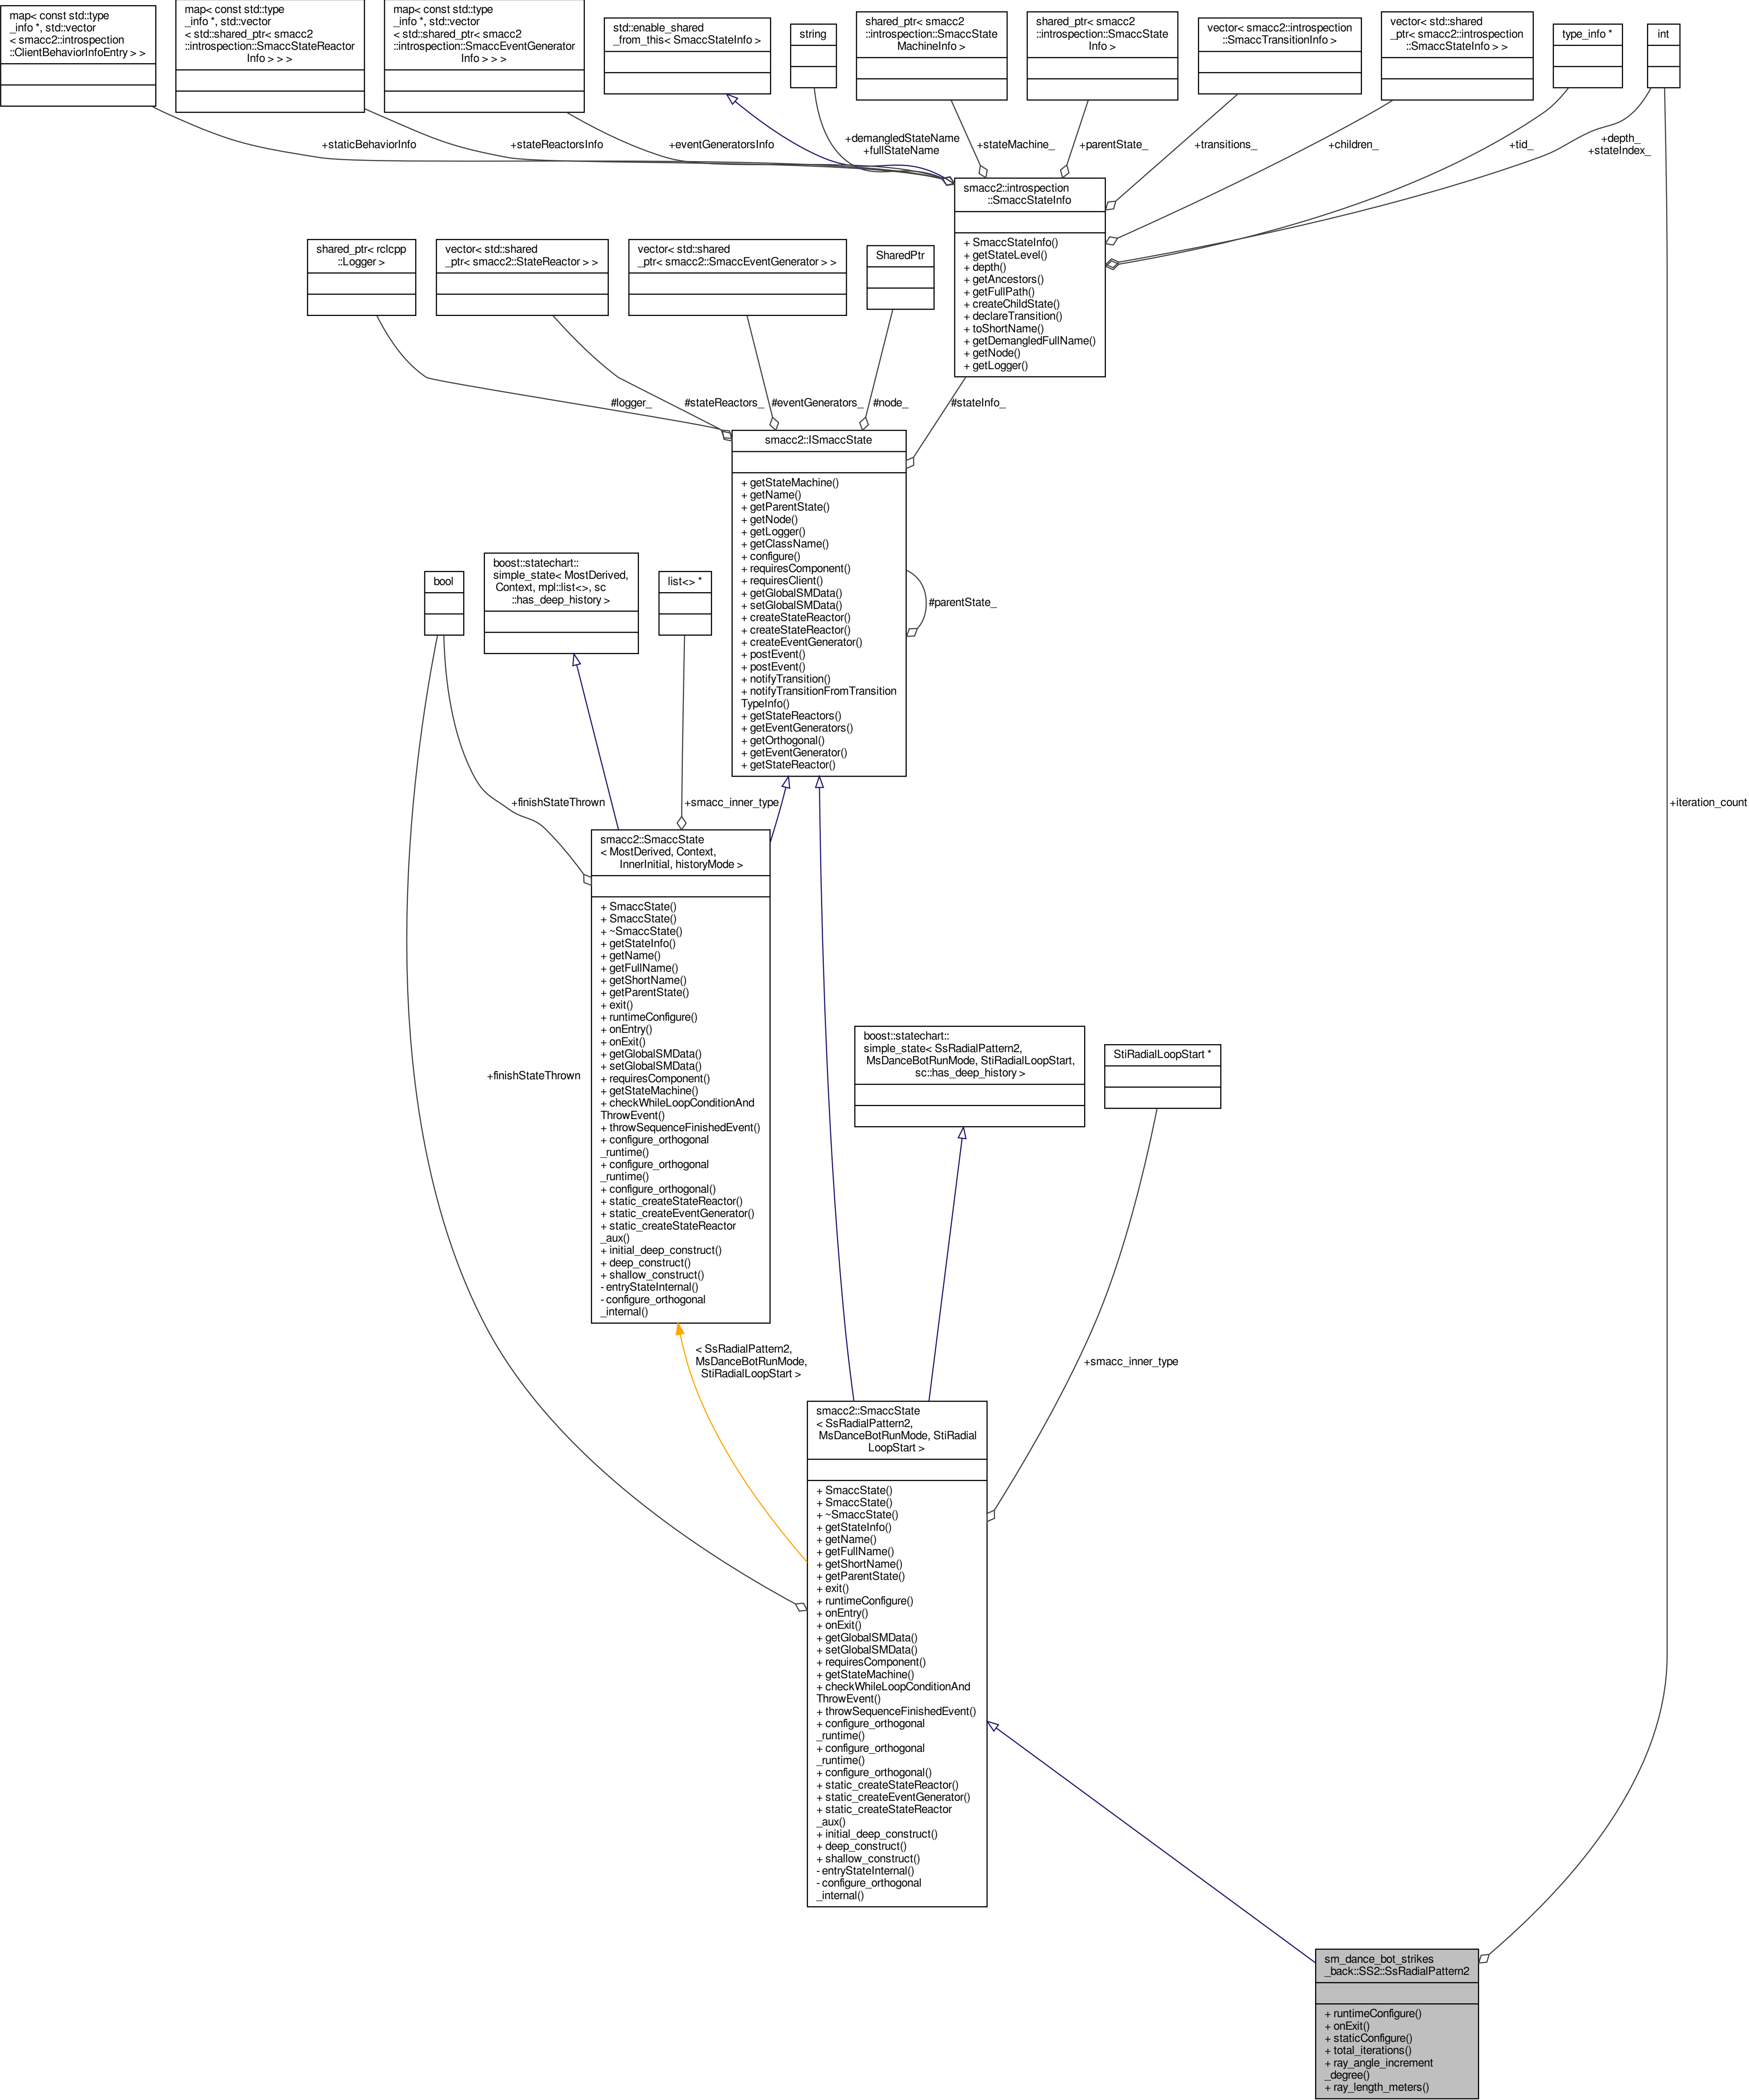 map< const std::type
_info *, std::vector
< smacc2::introspection
::ClientBehaviorInfoEntry > >
map< const std::type
_info *, std::vector
< std::shared_ptr< smacc2
::introspection::SmaccStateReactor
Info > > >
map< const std::type
_info *, std::vector
< std::shared_ptr< smacc2
::introspection::SmaccEventGenerator
Info > > >
std::enable_shared
_from_this< SmaccStateInfo >
string
shared_ptr< smacc2
::introspection::SmaccState
MachineInfo >
shared_ptr< smacc2
::introspection::SmaccState
Info >
vector< smacc2::introspection
::SmaccTransitionInfo >
vector< std::shared
_ptr< smacc2::introspection
::SmaccStateInfo > >
type_info *
int
+staticBehaviorInfo
+stateReactorsInfo
+eventGeneratorsInfo
+demangledStateName
+fullStateName
+stateMachine_
+parentState_
+transitions_
+children_
+tid_
+depth_
+stateIndex_
smacc2::introspection
::SmaccStateInfo
+ SmaccStateInfo()
+ getStateLevel()
+ depth()
+ getAncestors()
+ getFullPath()
+ createChildState()
+ declareTransition()
+ toShortName()
+ getDemangledFullName()
+ getNode()
+ getLogger()
shared_ptr< rclcpp
::Logger >
vector< std::shared
_ptr< smacc2::StateReactor > >
vector< std::shared
_ptr< smacc2::SmaccEventGenerator > >
SharedPtr
#logger_
#stateReactors_
#eventGenerators_
#node_
#stateInfo_
smacc2::ISmaccState
+ getStateMachine()
+ getName()
+ getParentState()
+ getNode()
+ getLogger()
+ getClassName()
+ configure()
+ requiresComponent()
+ requiresClient()
+ getGlobalSMData()
+ setGlobalSMData()
+ createStateReactor()
+ createStateReactor()
+ createEventGenerator()
+ postEvent()
+ postEvent()
+ notifyTransition()
+ notifyTransitionFromTransition
TypeInfo()
+ getStateReactors()
+ getEventGenerators()
+ getOrthogonal()
+ getEventGenerator()
+ getStateReactor()
#parentState_
bool
boost::statechart::
simple_state< MostDerived,
Context, mpl::list<>, sc
::has_deep_history >
list<> *
+finishStateThrown
+smacc_inner_type
+iteration_count
smacc2::SmaccState
< MostDerived, Context,
InnerInitial, historyMode >
+ SmaccState()
+ SmaccState()
+ ~SmaccState()
+ getStateInfo()
+ getName()
+ getFullName()
+ getShortName()
+ getParentState()
+ exit()
+ runtimeConfigure()
+ onEntry()
+ onExit()
+ getGlobalSMData()
+ setGlobalSMData()
+ requiresComponent()
+ getStateMachine()
+ checkWhileLoopConditionAnd
ThrowEvent()
+ throwSequenceFinishedEvent()
+ configure_orthogonal
_runtime()
+ configure_orthogonal
_runtime()
+ configure_orthogonal()
+ static_createStateReactor()
+ static_createEventGenerator()
+ static_createStateReactor
_aux()
+ initial_deep_construct()
+ deep_construct()
+ shallow_construct()
- entryStateInternal()
- configure_orthogonal
_internal()
+finishStateThrown
boost::statechart::
simple_state< SsRadialPattern2,
MsDanceBotRunMode, StiRadialLoopStart,
sc::has_deep_history >
StiRadialLoopStart *
< SsRadialPattern2,
MsDanceBotRunMode,
StiRadialLoopStart >
+smacc_inner_type
smacc2::SmaccState
< SsRadialPattern2,
MsDanceBotRunMode, StiRadial
LoopStart >
+ SmaccState()
+ SmaccState()
+ ~SmaccState()
+ getStateInfo()
+ getName()
+ getFullName()
+ getShortName()
+ getParentState()
+ exit()
+ runtimeConfigure()
+ onEntry()
+ onExit()
+ getGlobalSMData()
+ setGlobalSMData()
+ requiresComponent()
+ getStateMachine()
+ checkWhileLoopConditionAnd
ThrowEvent()
+ throwSequenceFinishedEvent()
+ configure_orthogonal
_runtime()
+ configure_orthogonal
_runtime()
+ configure_orthogonal()
+ static_createStateReactor()
+ static_createEventGenerator()
+ static_createStateReactor
_aux()
+ initial_deep_construct()
+ deep_construct()
+ shallow_construct()
- entryStateInternal()
- configure_orthogonal
_internal()
sm_dance_bot_strikes
_back::SS2::SsRadialPattern2
+ runtimeConfigure()
+ onExit()
+ staticConfigure()
+ total_iterations()
+ ray_angle_increment
_degree()
+ ray_length_meters()